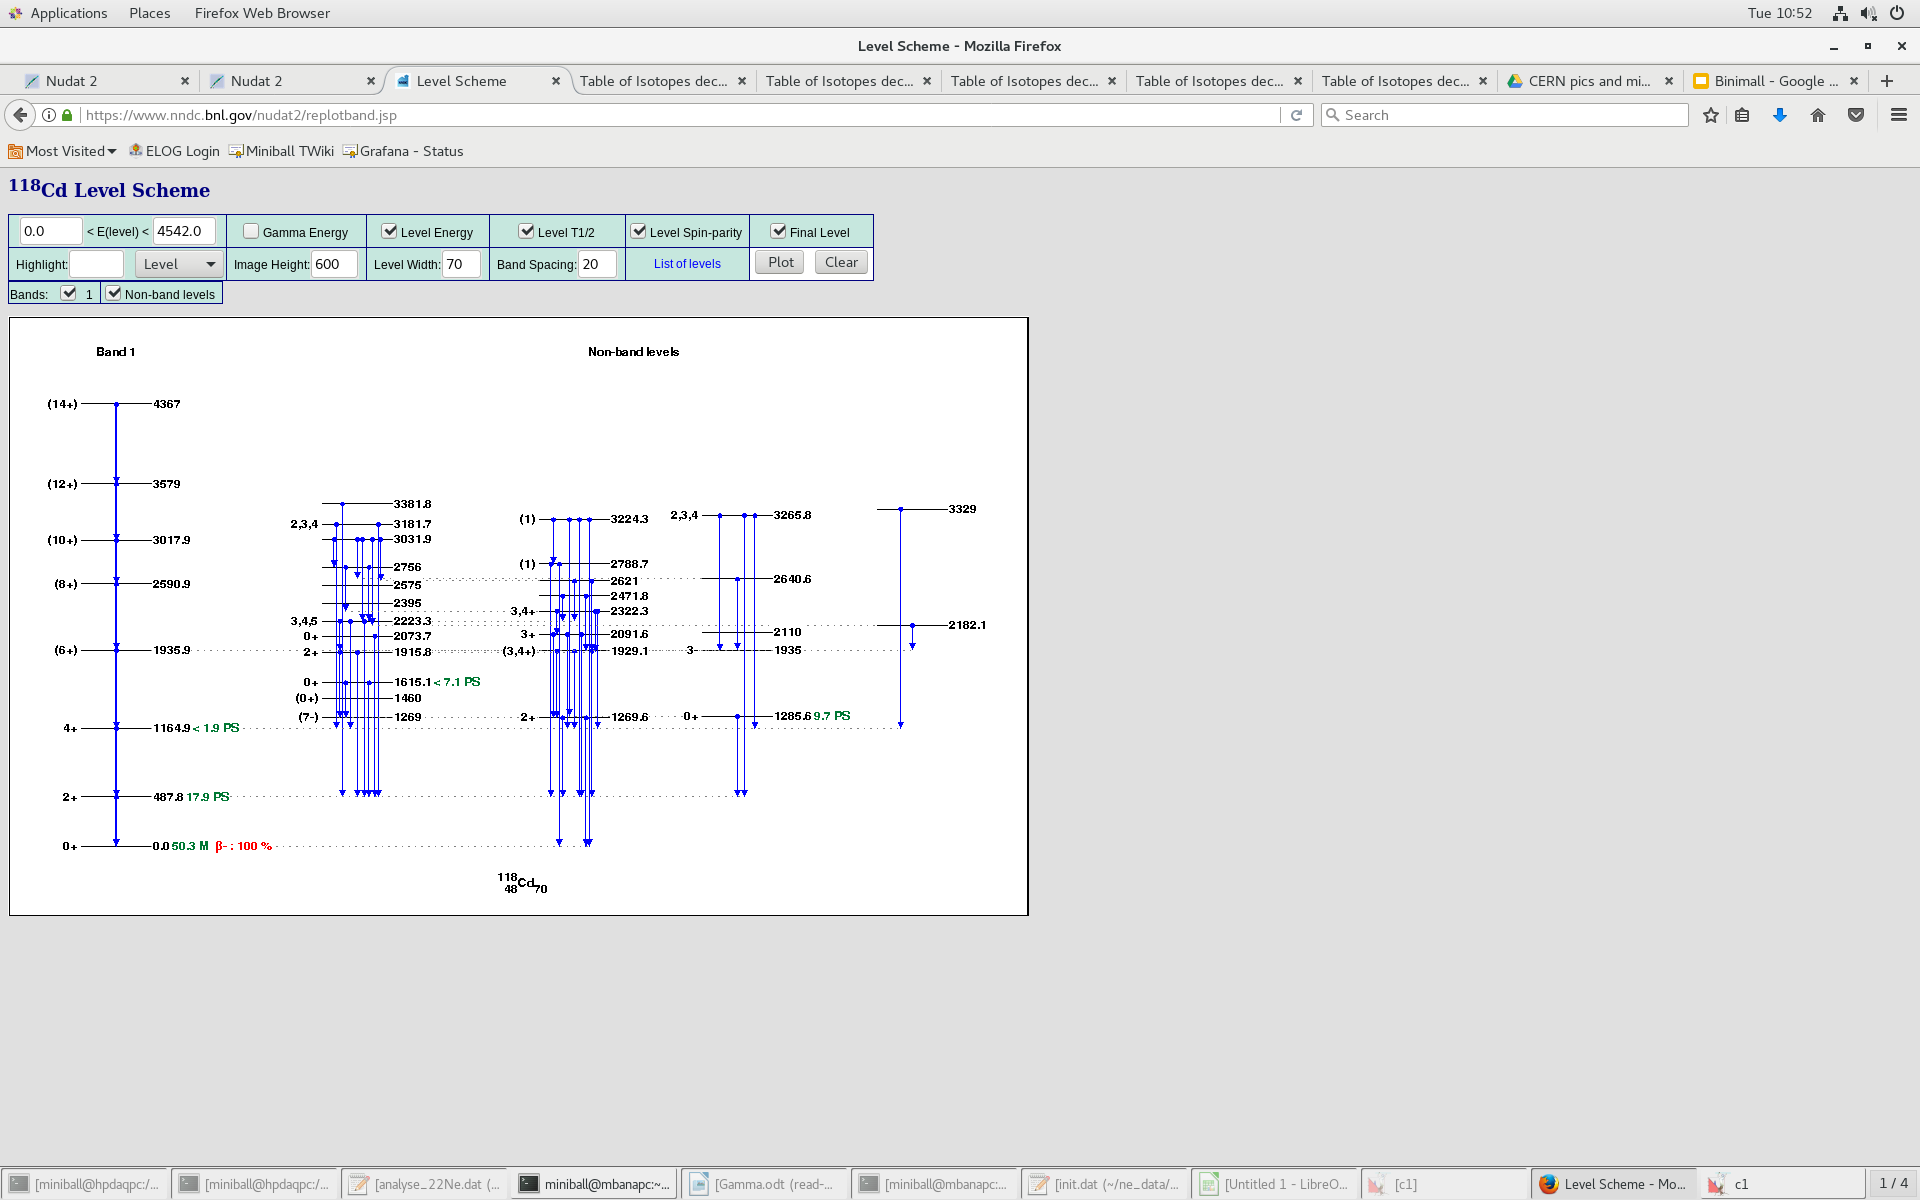 Applications Places Firefox Web Browser Tue 10:52
Level Scheme - Mozilla Firefox
Nudat 2 Nudat 2 Level Scheme Table of Isotopes dec... Table of Isotopes dec... Table of Isotopes dec... Table of Isotopes dec... Table of Isotopes dec... CERN pics and mi... Binimall - Google ...
https://www.nndc.bnl.gov/nudat2/replotband.jsp Search
Most Visited ELOG Login Miniball TWiki Grafana - Status
118Cd Level Scheme
0.0 < E(level) < 4542.0 Gamma Energy Level Energy Level T1/2 Level Spin-parity Final Level
Highlight: Level Image Height: 600 Level Width: 70 Band Spacing: 20 List of levels Plot Clear
Bands: 1 Non-band levels
Band 1 Non-band levels
(14+) 4367
(12+) 3579
(10+) 3017.9
(8+) 2590.9
(6+) 1935.9
4+ 1164.9 < 1.9 PS
2+ 487.8 17.9 PS
0+ 0.0 50.3 M β- : 100 %
3381.8
2,3,4 3181.7
3031.9
2756
2575
2395
3,4,5 2223.3
0+ 2073.7
2+ 1915.8
0+ 1615.1 < 7.1 PS
(0+) 1460
(7-) 1269
(1) 3224.3
(1) 2788.7
2621
2471.8
3,4+ 2322.3
3+ 2091.6
(3,4+) 1929.1
2+ 1269.6
2,3,4 3265.8
2640.6
2110
3- 1935
0+ 1285.6 9.7 PS
3329
2182.1
118
48Cd70
[miniball@hpdaqpc:/... [miniball@hpdaqpc:/... [analyse_22Ne.dat (... miniball@mbanapc:~... [Gamma.odt (read-... [miniball@mbanapc:... [init.dat (~/ne_data/... [Untitled 1 - LibreO... [c1] Level Scheme - Mo... c1 1 / 4